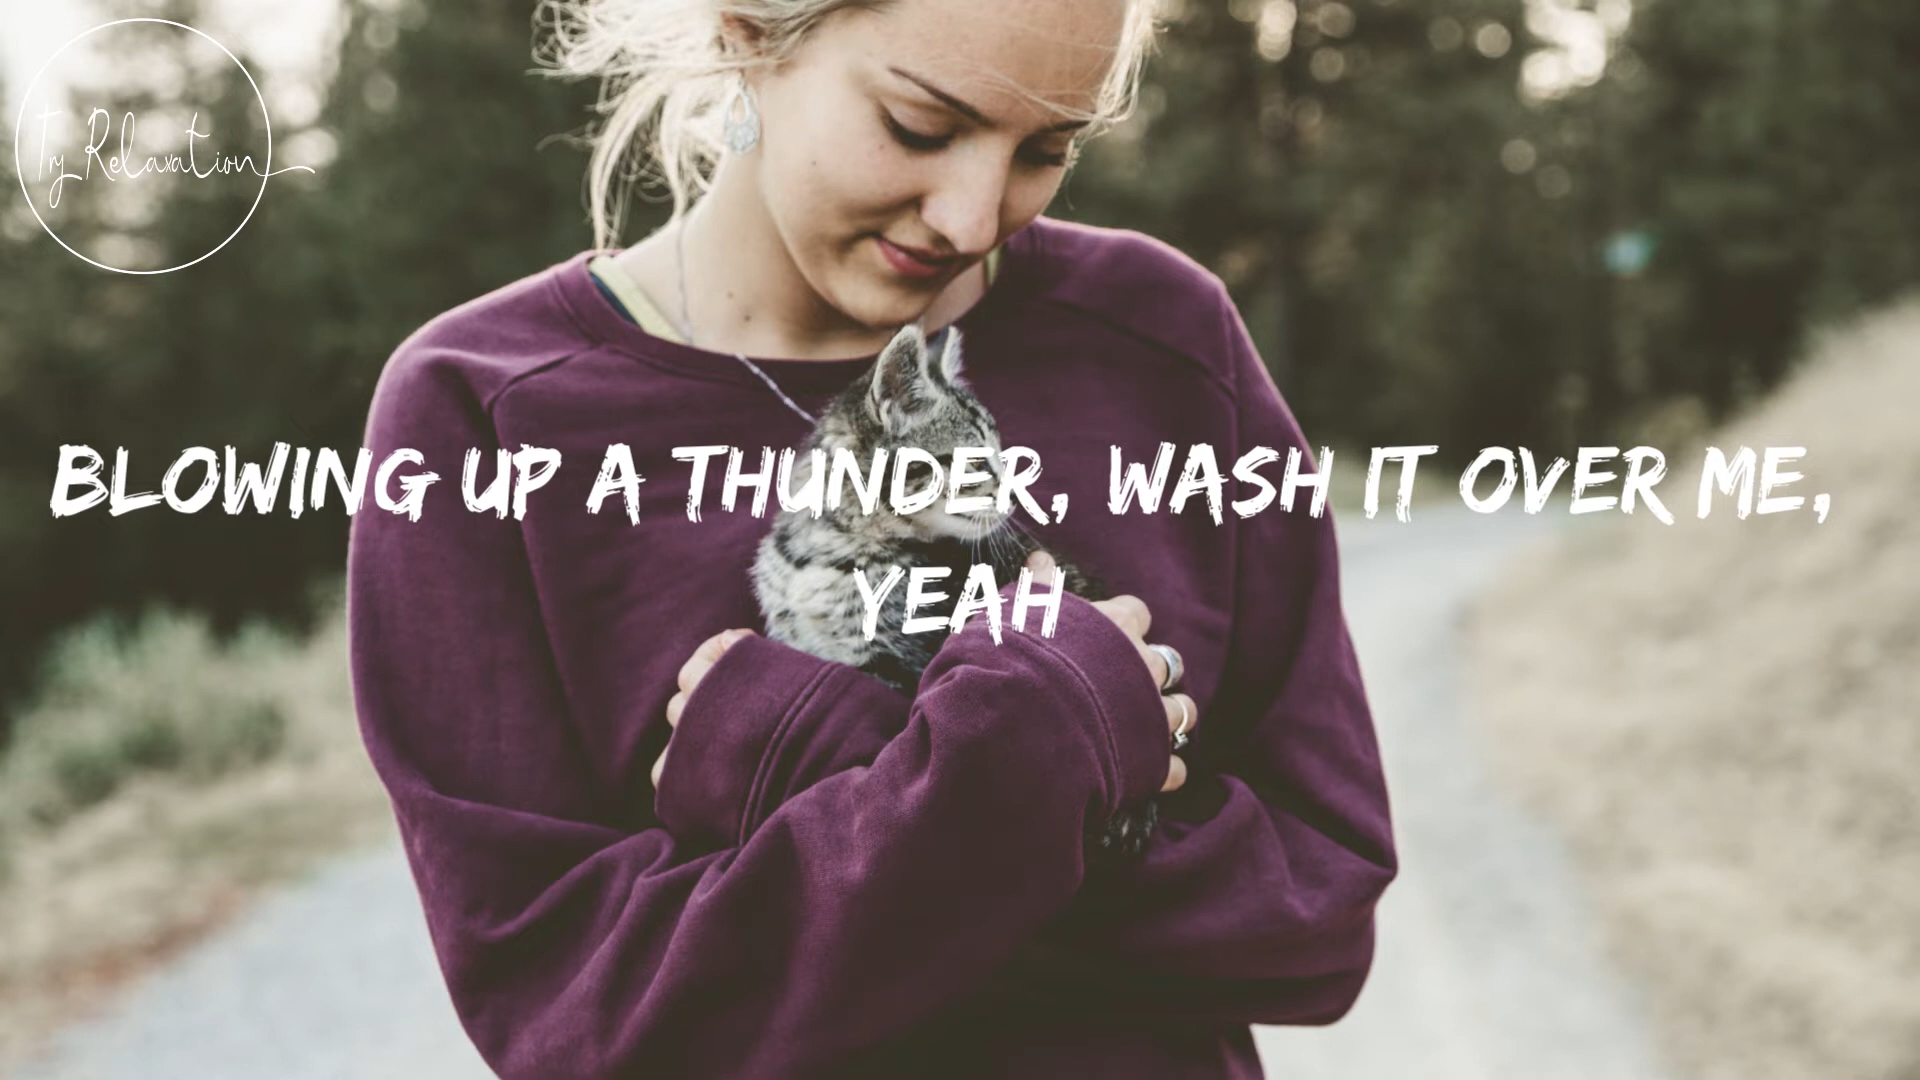 Try Relaxation
BLOWING UP A THUNDER, WASH IT OVER ME,
YEAH